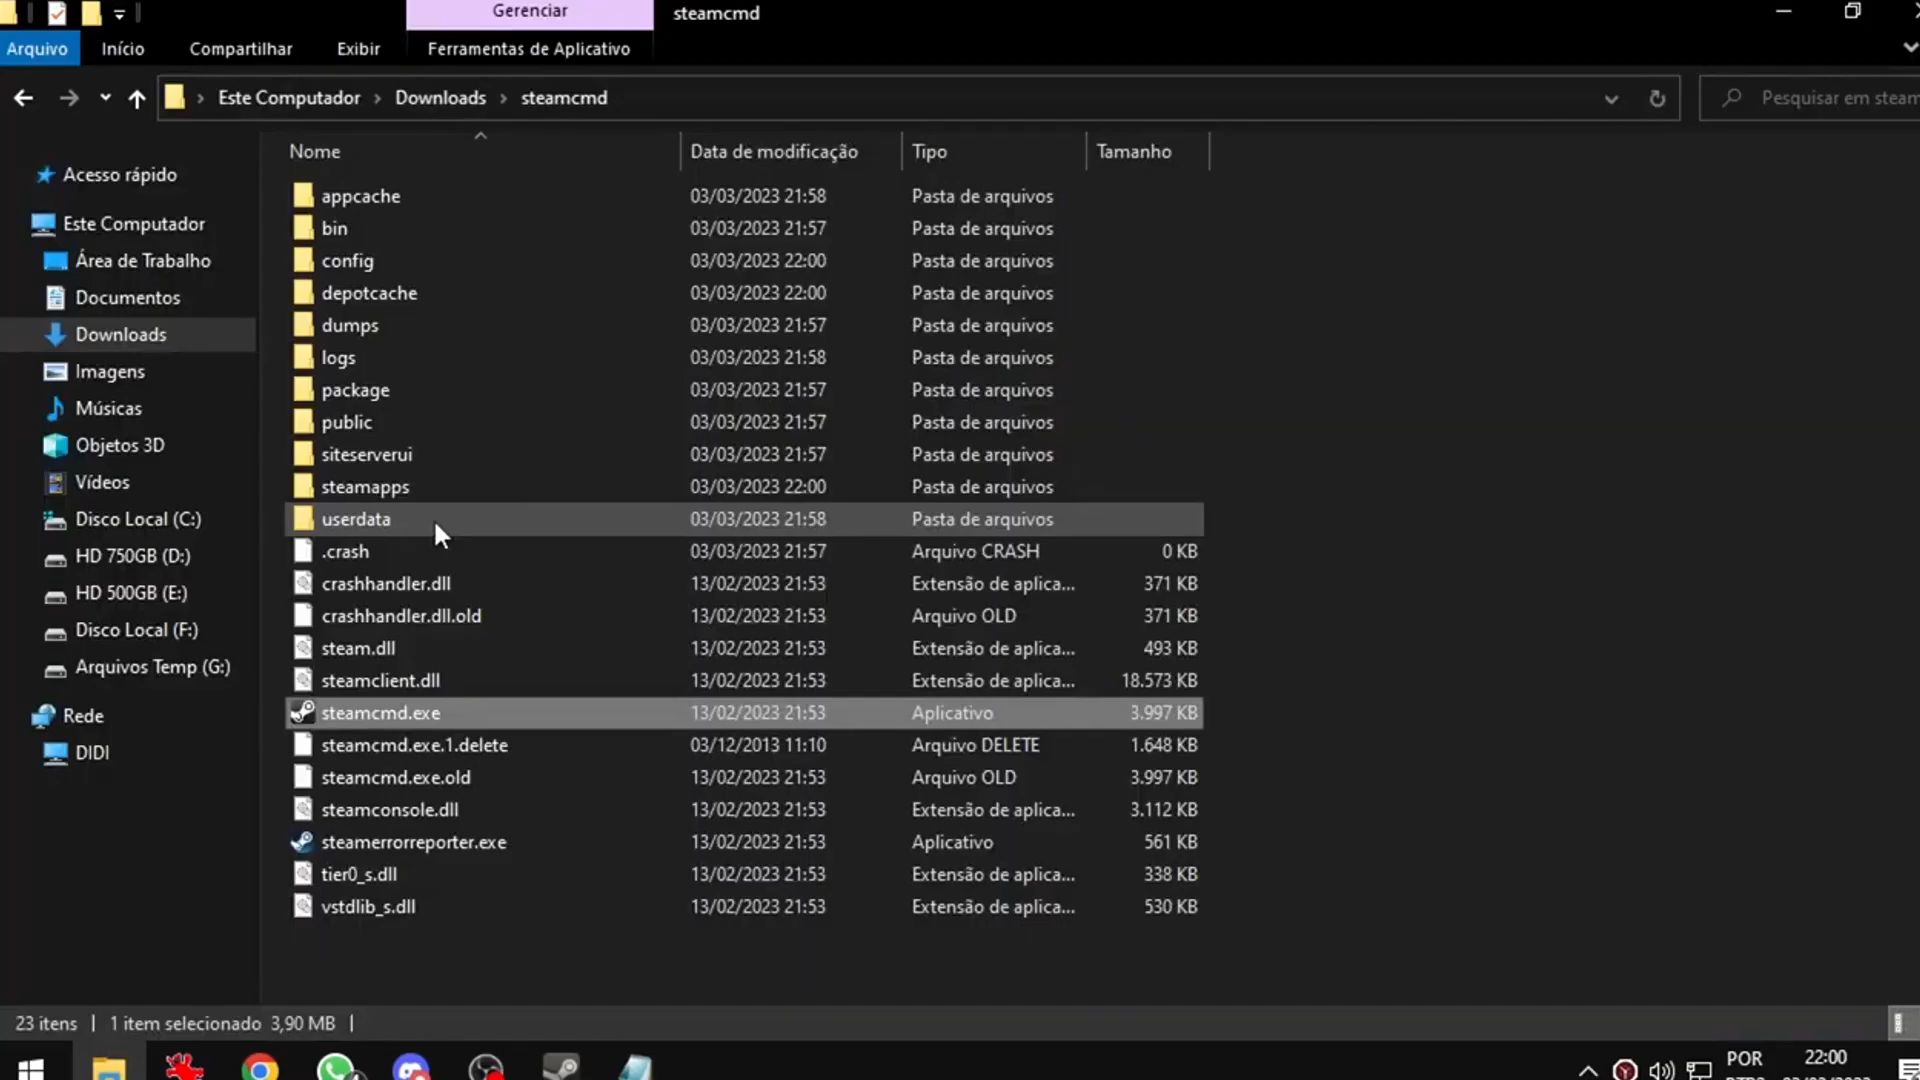 Gerenciar
steamcmd
Arquivo Início Compartilhar Exibir Ferramentas de Aplicativo
Este Computador Downloads steamcmd
Pesquisar em steam
Nome Data de modificação Tipo Tamanho
Acesso rápido
Este Computador
Área de Trabalho
Documentos
Downloads
Imagens
Músicas
Objetos 3D
Vídeos
Disco Local (C:)
HD 750GB (D:)
HD 500GB (E:)
Disco Local (F:)
Arquivos Temp (G:)
Rede
DIDI
appcache 03/03/2023 21:58 Pasta de arquivos
bin 03/03/2023 21:57 Pasta de arquivos
config 03/03/2023 22:00 Pasta de arquivos
depotcache 03/03/2023 22:00 Pasta de arquivos
dumps 03/03/2023 21:57 Pasta de arquivos
logs 03/03/2023 21:58 Pasta de arquivos
package 03/03/2023 21:57 Pasta de arquivos
public 03/03/2023 21:57 Pasta de arquivos
siteserverui 03/03/2023 21:57 Pasta de arquivos
steamapps 03/03/2023 22:00 Pasta de arquivos
userdata 03/03/2023 21:58 Pasta de arquivos
.crash 03/03/2023 21:57 Arquivo CRASH 0 KB
crashhandler.dll 13/02/2023 21:53 Extensão de aplica... 371 KB
crashhandler.dll.old 13/02/2023 21:53 Arquivo OLD 371 KB
steam.dll 13/02/2023 21:53 Extensão de aplica... 493 KB
steamclient.dll 13/02/2023 21:53 Extensão de aplica... 18.573 KB
steamcmd.exe 13/02/2023 21:53 Aplicativo 3.997 KB
steamcmd.exe.1.delete 03/12/2013 11:10 Arquivo DELETE 1.648 KB
steamcmd.exe.old 13/02/2023 21:53 Arquivo OLD 3.997 KB
steamconsole.dll 13/02/2023 21:53 Extensão de aplica... 3.112 KB
steamerrorreporter.exe 13/02/2023 21:53 Aplicativo 561 KB
tier0_s.dll 13/02/2023 21:53 Extensão de aplica... 338 KB
vstdlib_s.dll 13/02/2023 21:53 Extensão de aplica... 530 KB
23 itens 1 item selecionado 3,90 MB
POR 22:00